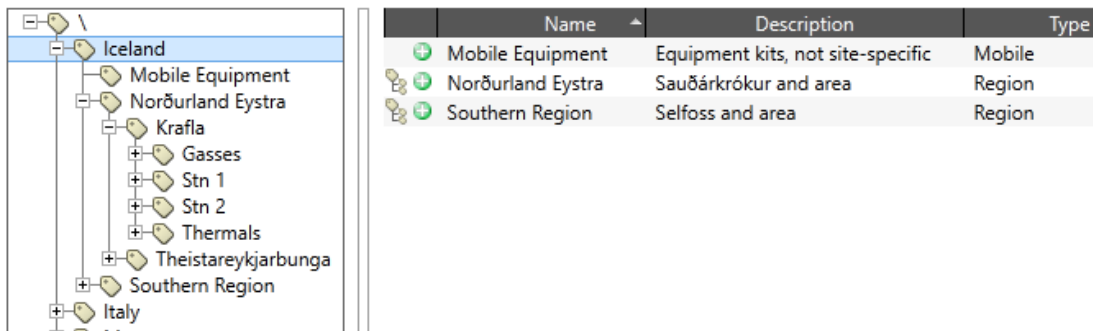 \
Iceland
Mobile Equipment
Norðurland Eystra
Krafla
Gasses
Stn 1
Stn 2
Thermals
Theistareykjarbunga
Southern Region
Italy
Name Description Type
Mobile Equipment Equipment kits, not site-specific Mobile
Norðurland Eystra Sauðárkrókur and area Region
Southern Region Selfoss and area Region